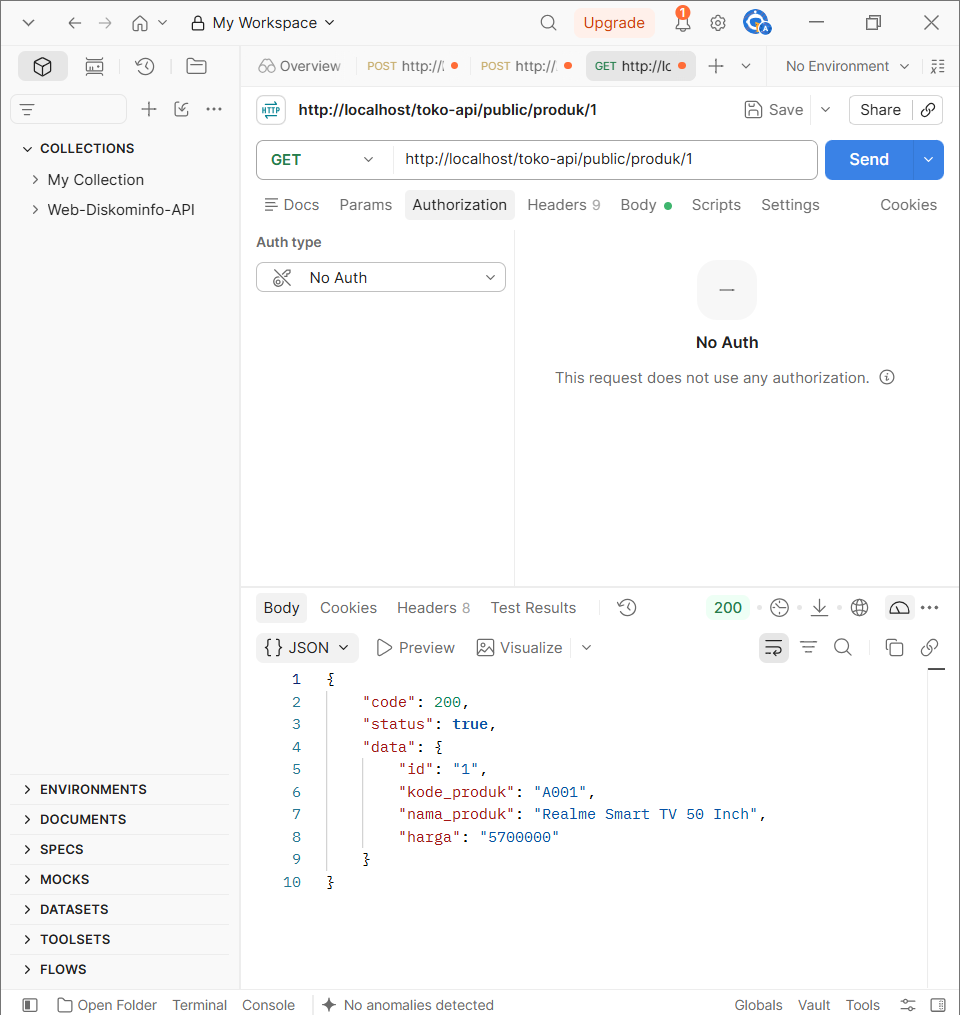 My Workspace
Upgrade
1
A
Overview
POST http://
POST http://
GET http://lc
No Environment
HTTP
http://localhost/toko-api/public/produk/1
Save
Share
COLLECTIONS
My Collection
Web-Diskominfo-API
GET
http://localhost/toko-api/public/produk/1
Send
Docs
Params
Authorization
Headers 9
Body
Scripts
Settings
Cookies
Auth type
No Auth
No Auth
This request does not use any authorization.
Body
Cookies
Headers 8
Test Results
200
{} JSON
Preview
Visualize
1 {
2 "code": 200,
3 "status": true,
4 "data": {
5 "id": "1",
6 "kode_produk": "A001",
7 "nama_produk": "Realme Smart TV 50 Inch",
8 "harga": "5700000"
9 }
10 }
ENVIRONMENTS
DOCUMENTS
SPECS
MOCKS
DATASETS
TOOLSETS
FLOWS
Open Folder
Terminal
Console
No anomalies detected
Globals
Vault
Tools